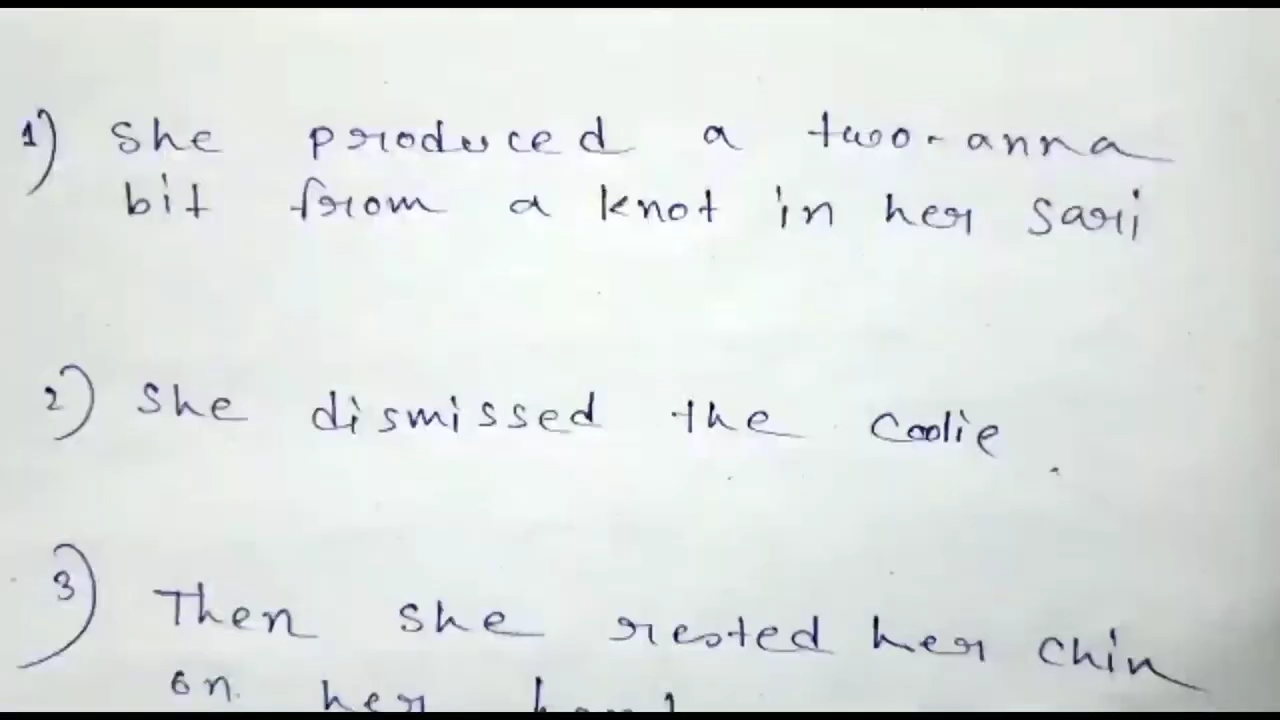 1) She produced a two-anna
bit from a knot in her sari
2) She dismissed the coolie.
3) Then she rested her chin
on her